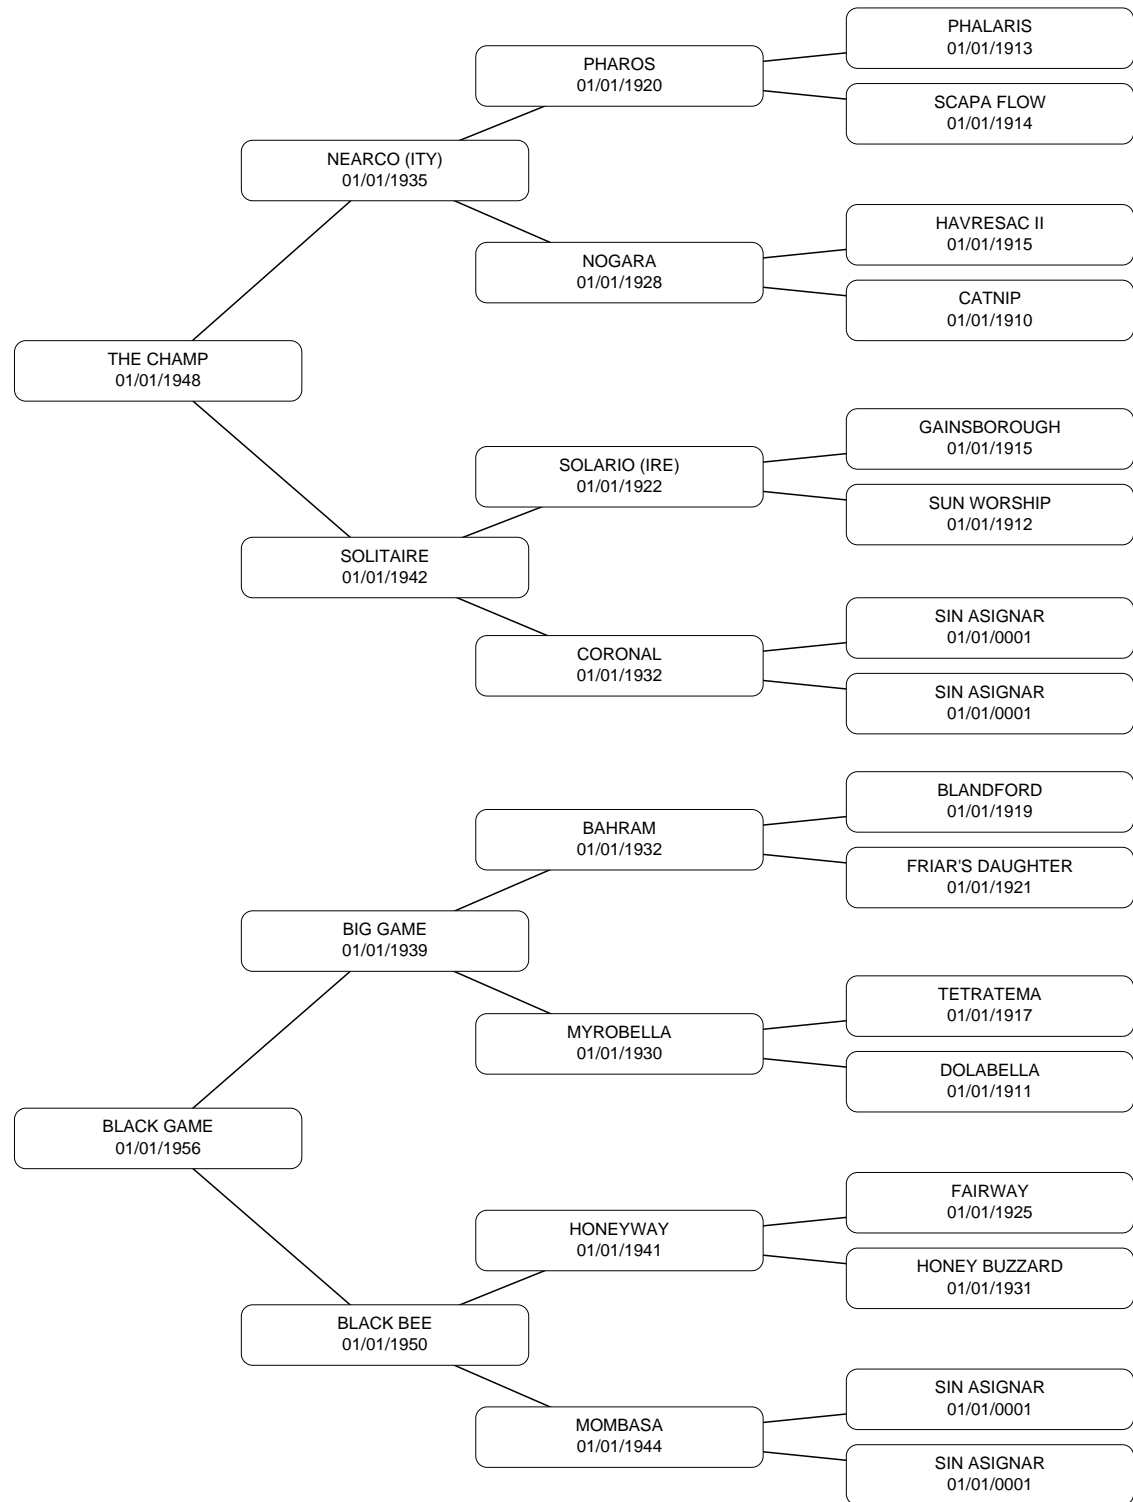 PHALARIS
01/01/1913
PHAROS
01/01/1920
SCAPA FLOW
01/01/1914
NEARCO (ITY)
01/01/1935
HAVRESAC II
01/01/1915
NOGARA
01/01/1928
CATNIP
01/01/1910
THE CHAMP
01/01/1948
GAINSBOROUGH
01/01/1915
SOLARIO (IRE)
01/01/1922
SUN WORSHIP
01/01/1912
SOLITAIRE
01/01/1942
SIN ASIGNAR
01/01/0001
CORONAL
01/01/1932
SIN ASIGNAR
01/01/0001
BLANDFORD
01/01/1919
BAHRAM
01/01/1932
FRIAR'S DAUGHTER
01/01/1921
BIG GAME
01/01/1939
TETRATEMA
01/01/1917
MYROBELLA
01/01/1930
DOLABELLA
01/01/1911
BLACK GAME
01/01/1956
FAIRWAY
01/01/1925
HONEYWAY
01/01/1941
HONEY BUZZARD
01/01/1931
BLACK BEE
01/01/1950
SIN ASIGNAR
01/01/0001
MOMBASA
01/01/1944
SIN ASIGNAR
01/01/0001